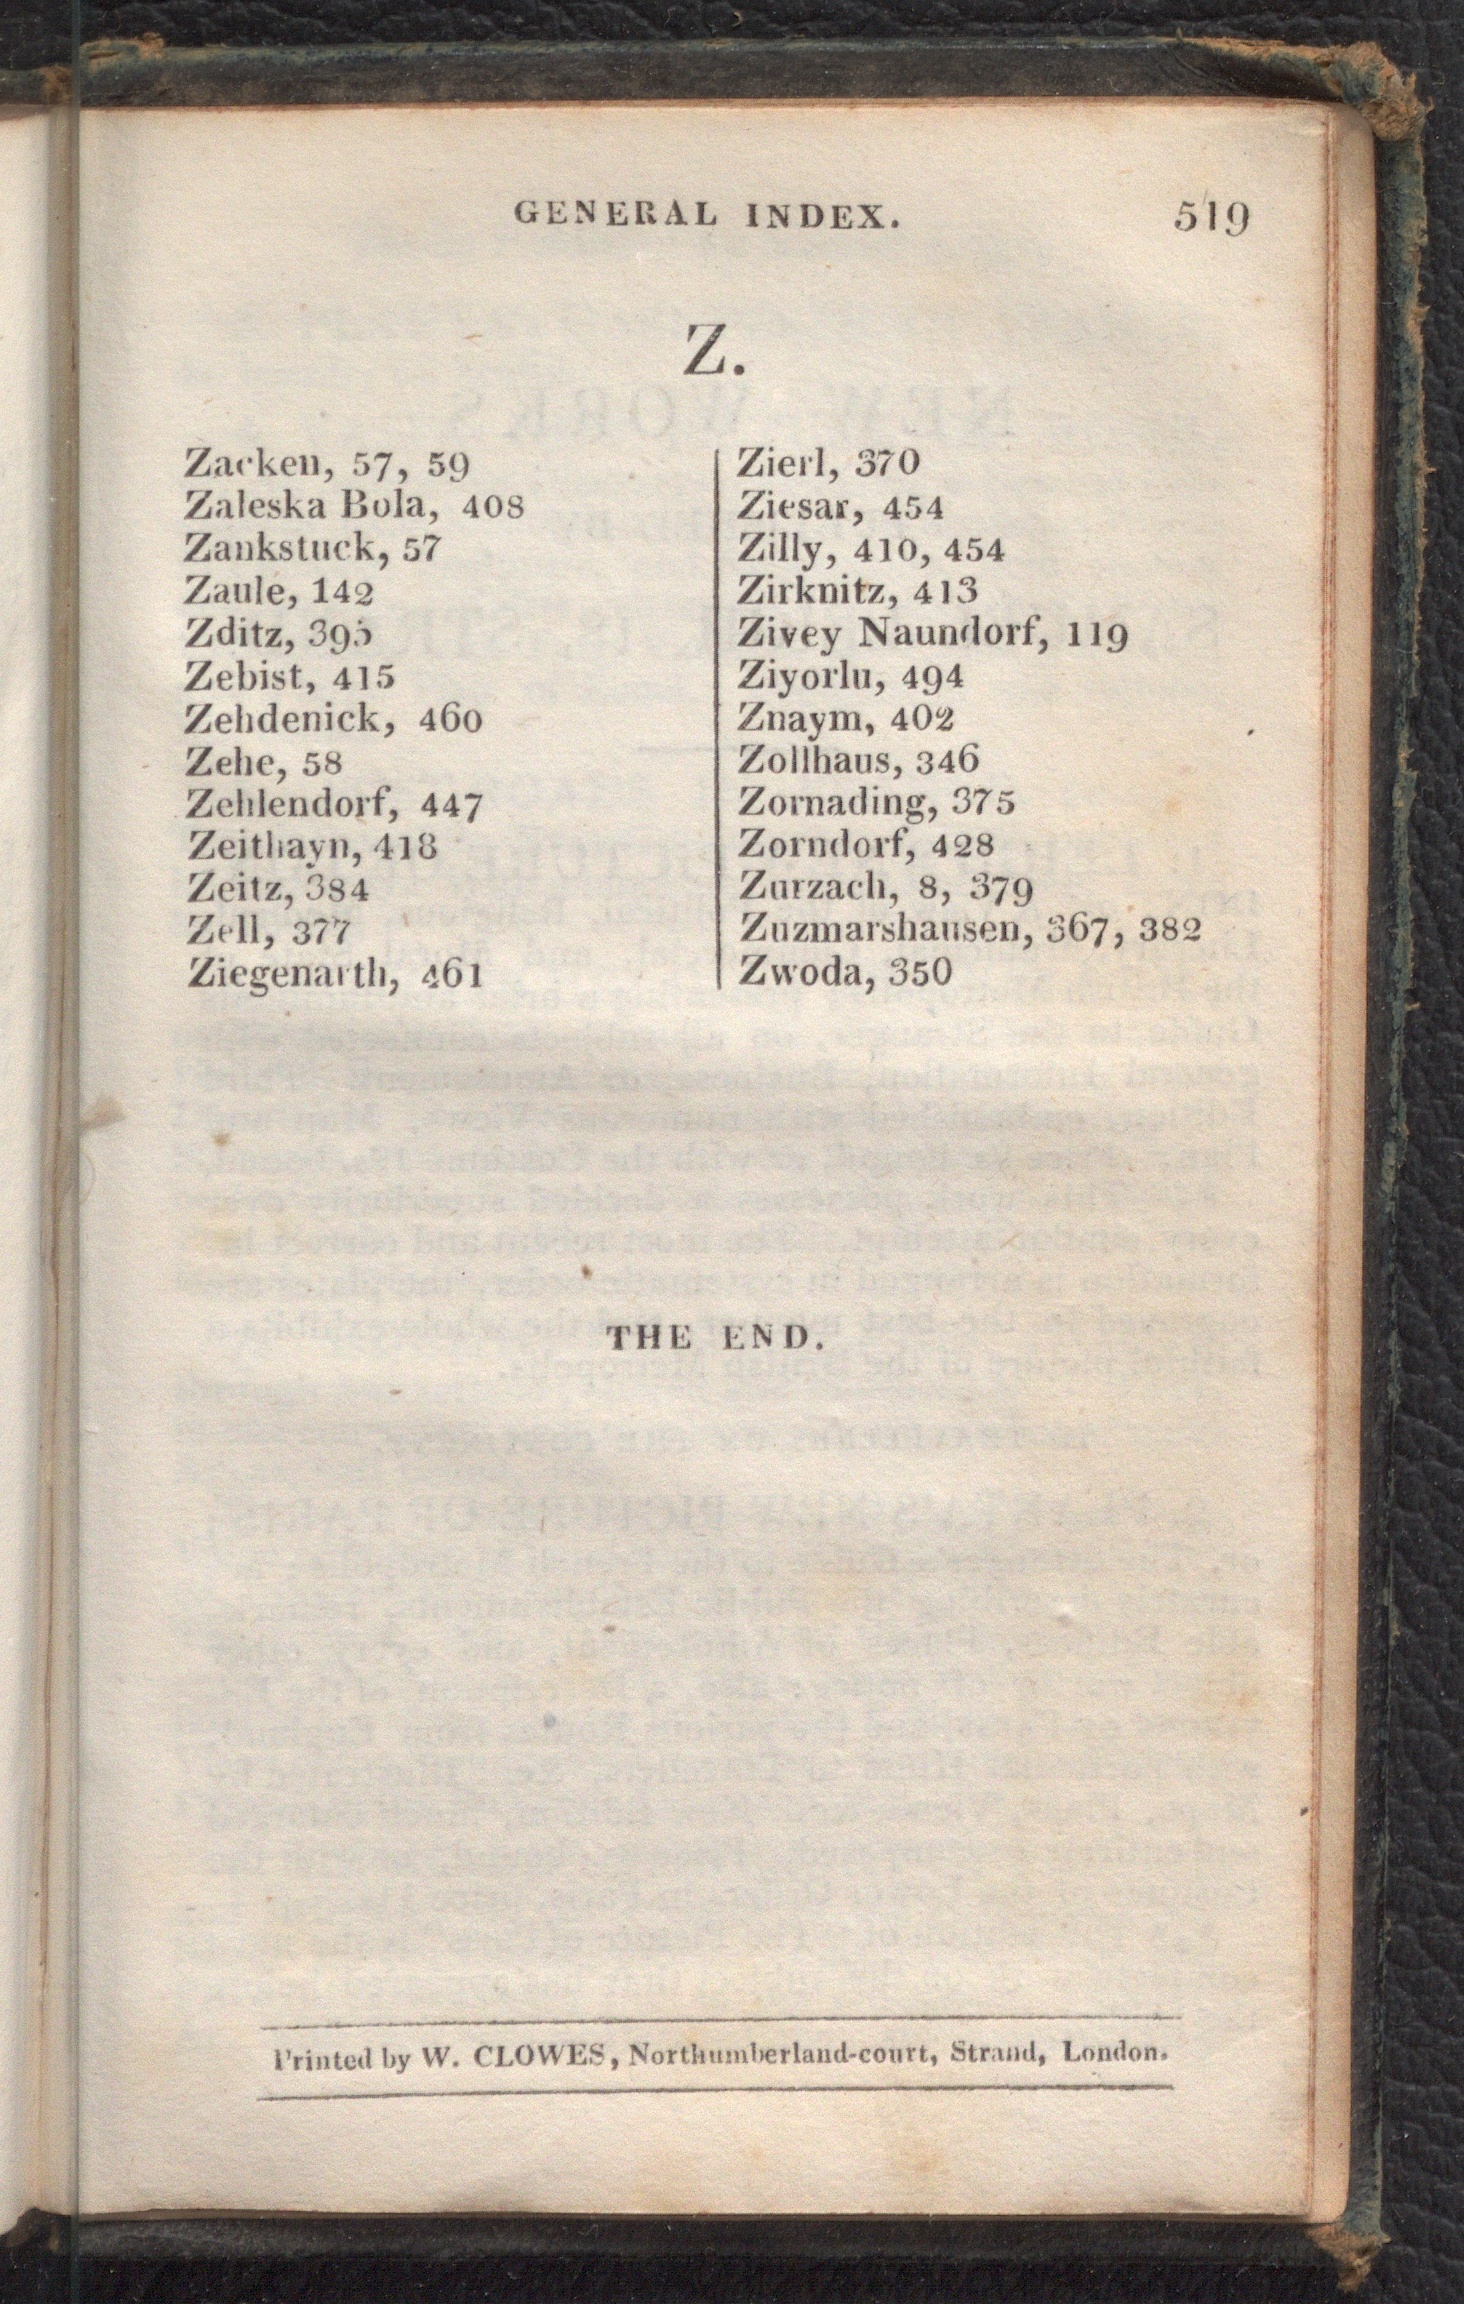 GENERAL INDEX. 519
Z.
Zacken, 57, 59
Zaleska Bola, 408
Zankstuck, 57
Zaule, 142
Zditz, 395
Zebist, 415
Zehdenick, 460
Zehe, 58
Zehlendorf, 447
Zeithayn, 418
Zeitz, 384
Zell, 377
Ziegenarth, 461
Zierl, 370
Ziesar, 454
Zilly, 410, 454
Zirknitz, 413
Zivey Naundorf, 119
Ziyorlu, 494
Znaym, 402
Zollhaus, 346
Zornading, 375
Zorndorf, 428
Zurzach, 8, 379
Zuzmarshausen, 367, 382
Zwoda, 350
THE END.
Printed by W. CLOWES, Northumberland-court, Strand, London.